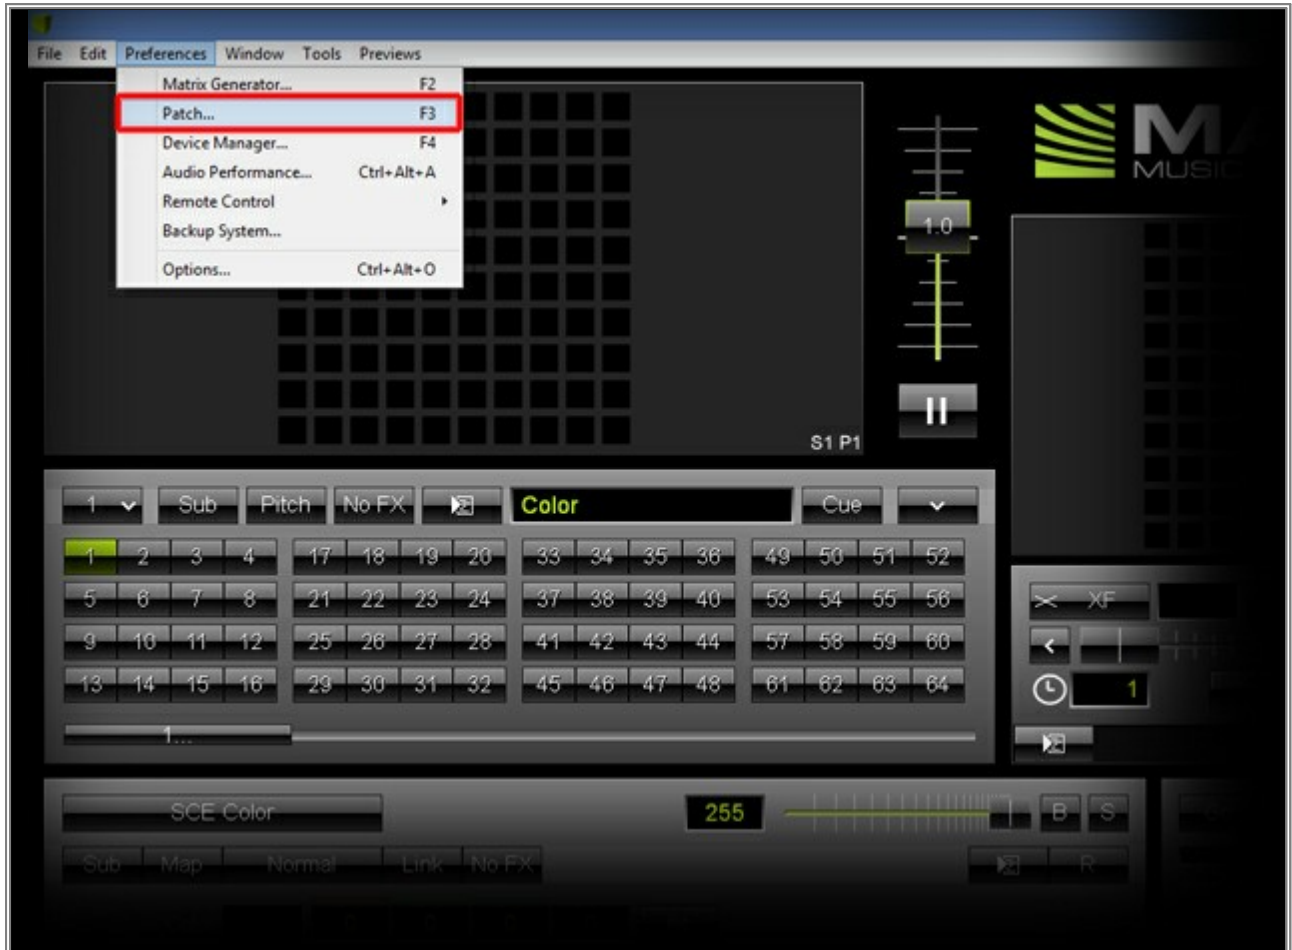 File Edit Preferences Window Tools Previews
Matrix Generator... F2
Patch... F3
Device Manager... F4
Audio Performance... Ctrl+Alt+A
Remote Control
Backup System...
Options... Ctrl+Alt+O
MA
MUSIC
1.0
S1 P1
1 Sub Pitch No FX Color Cue
1 2 3 4 17 18 19 20 33 34 35 36 49 50 51 52
5 6 7 8 21 22 23 24 37 38 39 40 53 54 55 56
9 10 11 12 25 26 27 28 41 42 43 44 57 58 59 60
13 14 15 16 29 30 31 32 45 46 47 48 61 62 63 64
1...
XF
1
SCE Color 255 B S
Sub Map Normal Link No FX R